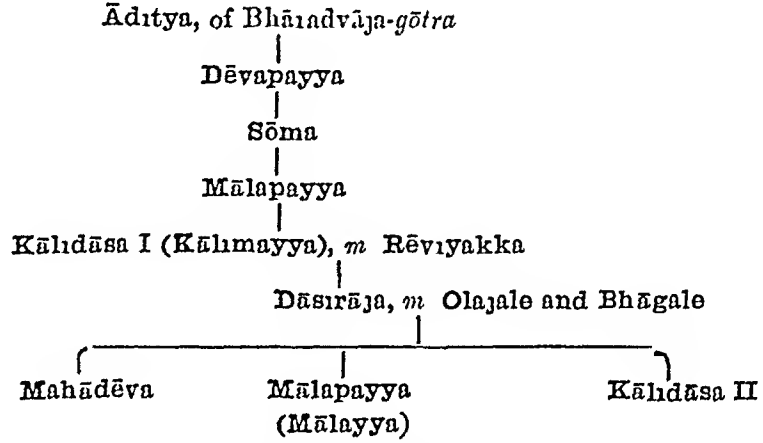 Āditya, of Bhāradvāja-gōtra
Dēvapayya
Sōma
Mālapayya
Kālidāsa I (Kālimayya), m Rēviyakka
Dāsirāja, m Olajale and Bhāgale
Mahādēva Mālapayya Kālidāsa II
(Mālayya)